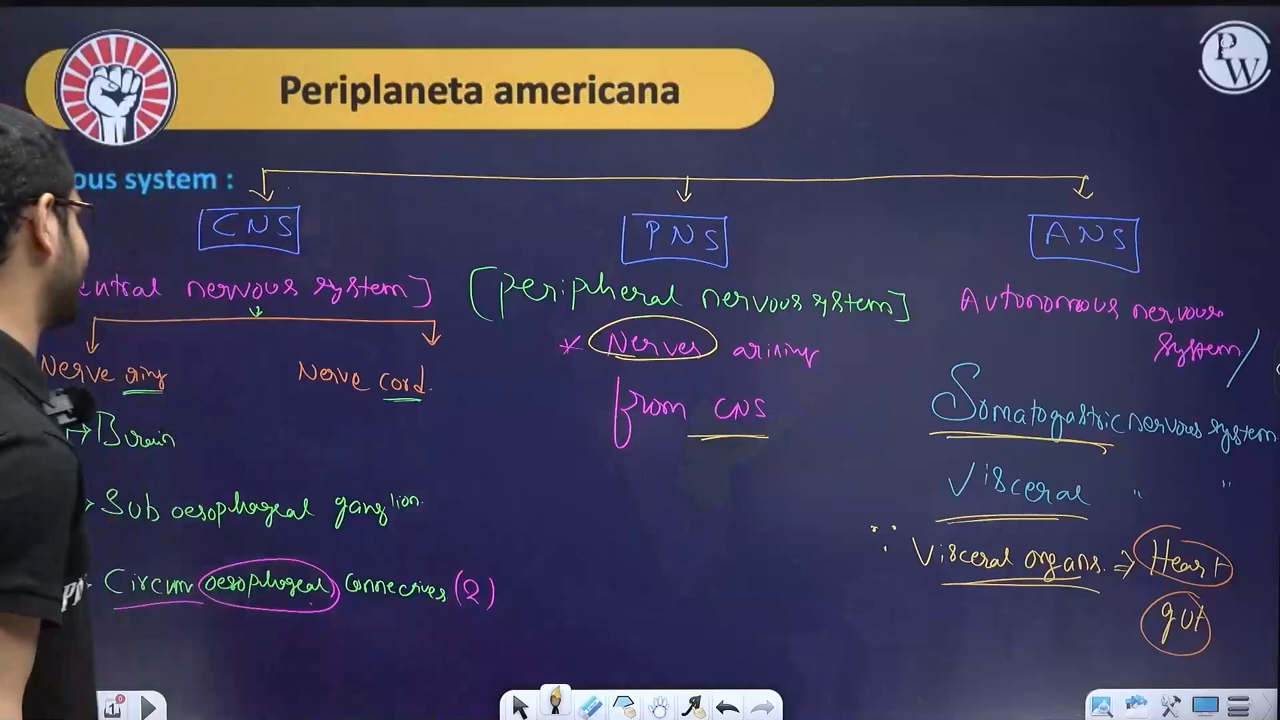 Periplaneta americana
PW
ous system :
CNS
PNS
ANS
entral nervous system]
[peripheral nervous system]
Autonomous nervous
system /
* Nerves arising
from CNS
Nerve ring
Nerve cord.
→ Brain
Sub oesophageal ganglion.
Circum oesophageal connectives (2)
Somatogastric nervous system
Visceral " "
∵ Visceral organs. ⇒ Heart
gut